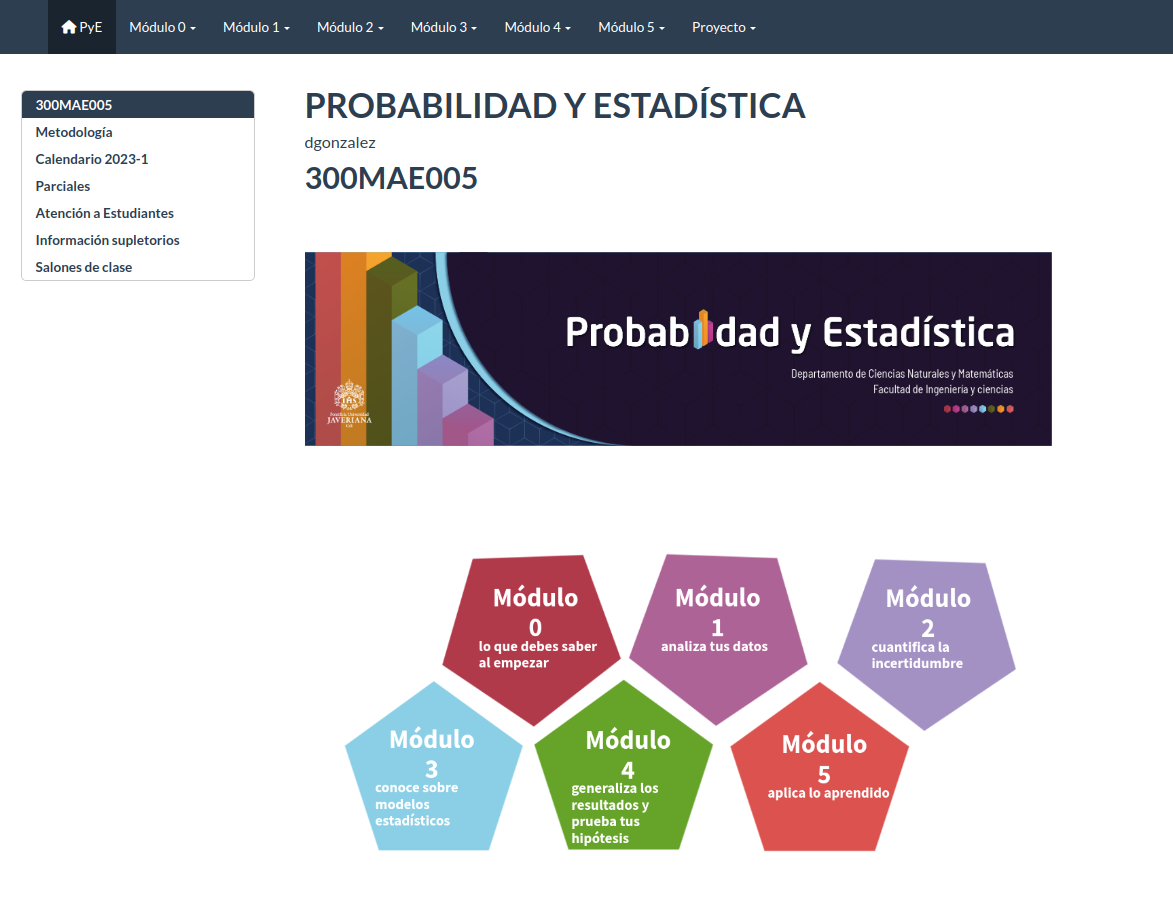 PyE Módulo 0 Módulo 1 Módulo 2 Módulo 3 Módulo 4 Módulo 5 Proyecto
300MAE005
Metodología
Calendario 2023-1
Parciales
Atención a Estudiantes
Información supletorios
Salones de clase
PROBABILIDAD Y ESTADÍSTICA
dgonzalez
300MAE005
Probabilidad y Estadística
Departamento de Ciencias Naturales y Matemáticas
Facultad de Ingeniería y ciencias
IHS
Pontificia Universidad
JAVERIANA
Cali
Módulo
0
lo que debes saber
al empezar
Módulo
1
analiza tus datos
Módulo
2
cuantifica la
incertidumbre
Módulo
3
conoce sobre
modelos
estadísticos
Módulo
4
generaliza los
resultados y
prueba tus
hipótesis
Módulo
5
aplica lo aprendido